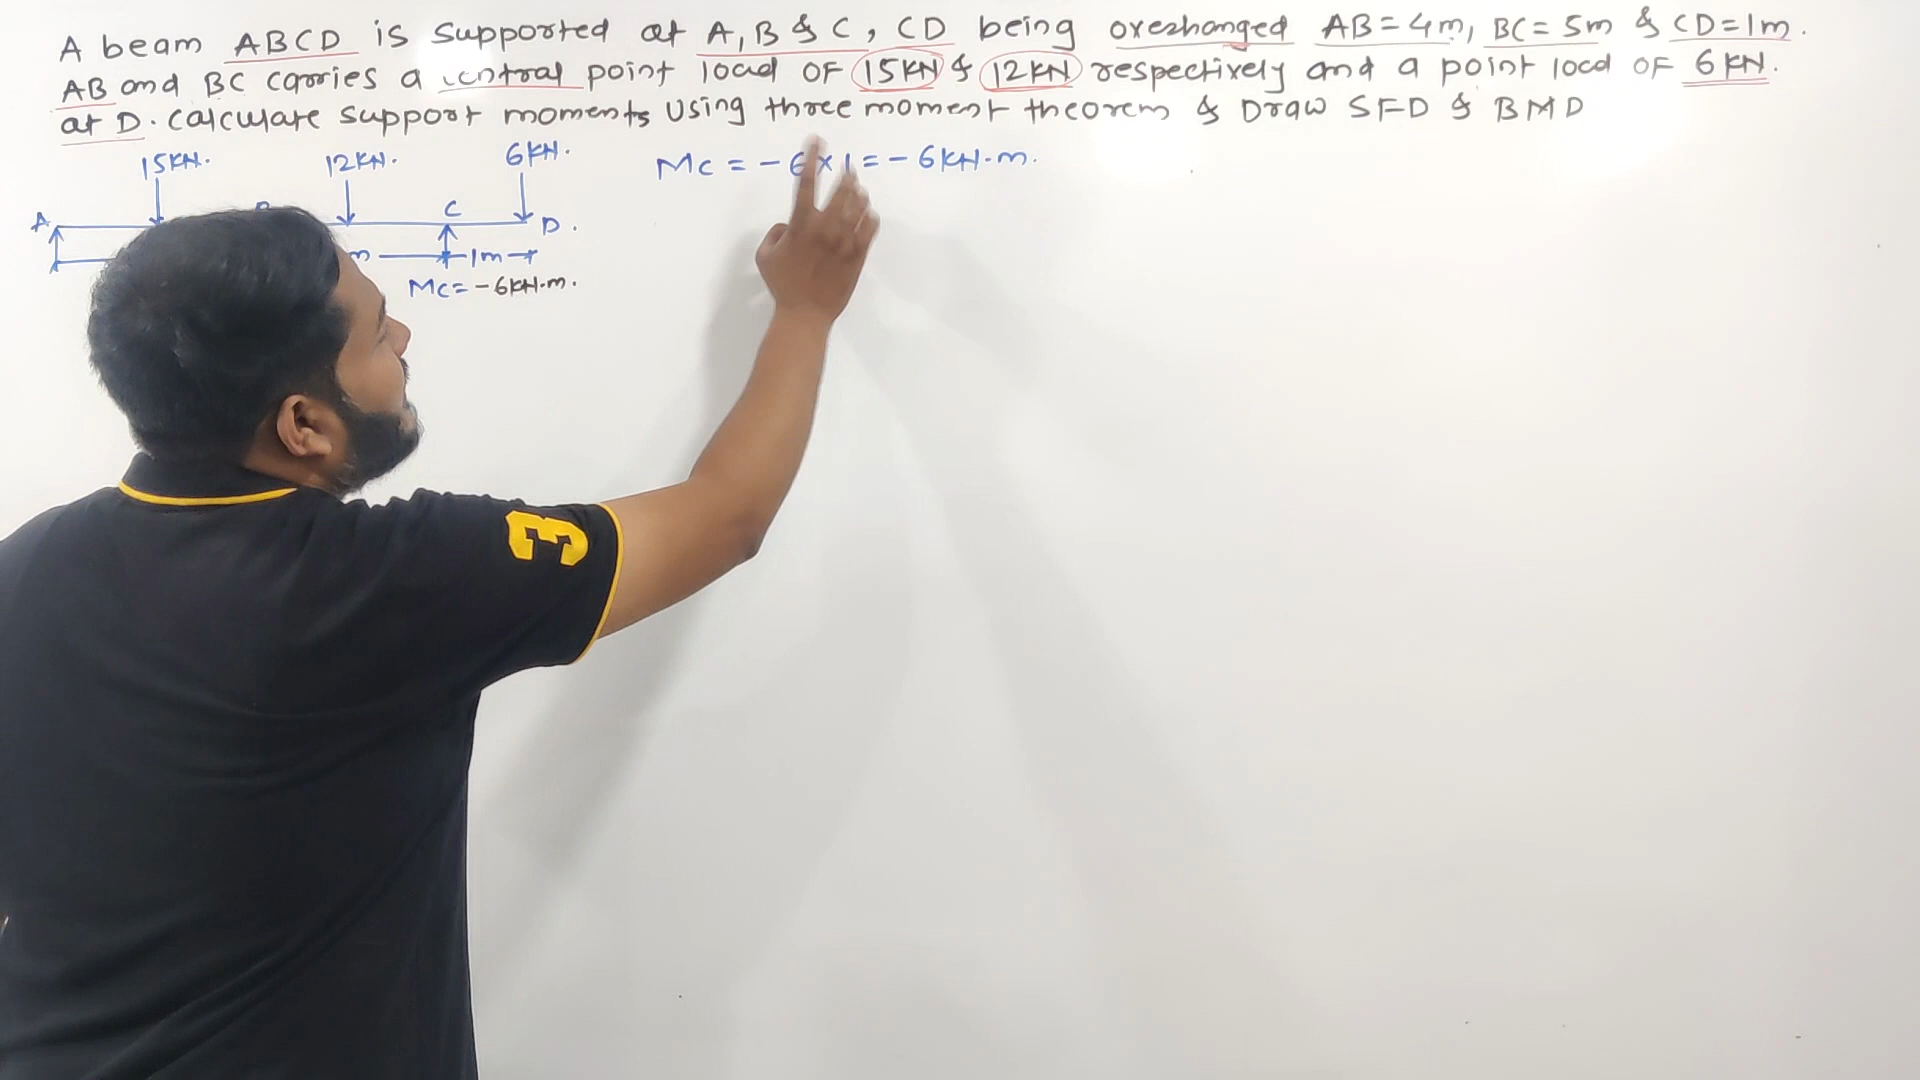 A beam ABCD is supported at A, B & C, CD being overhanged AB = 4m, BC = 5m & CD = 1m.
AB and BC carries a central point load OF 15KN & 12KN respectively and a point load OF 6KN.
at D. calculate support moments Using three moment theorem & Draw SFD & BMD
15KN. 12KN. 6KN.
Mc = -6×1 = -6KN.m.
A C D.
m 1m
Mc = -6KN.m.
3